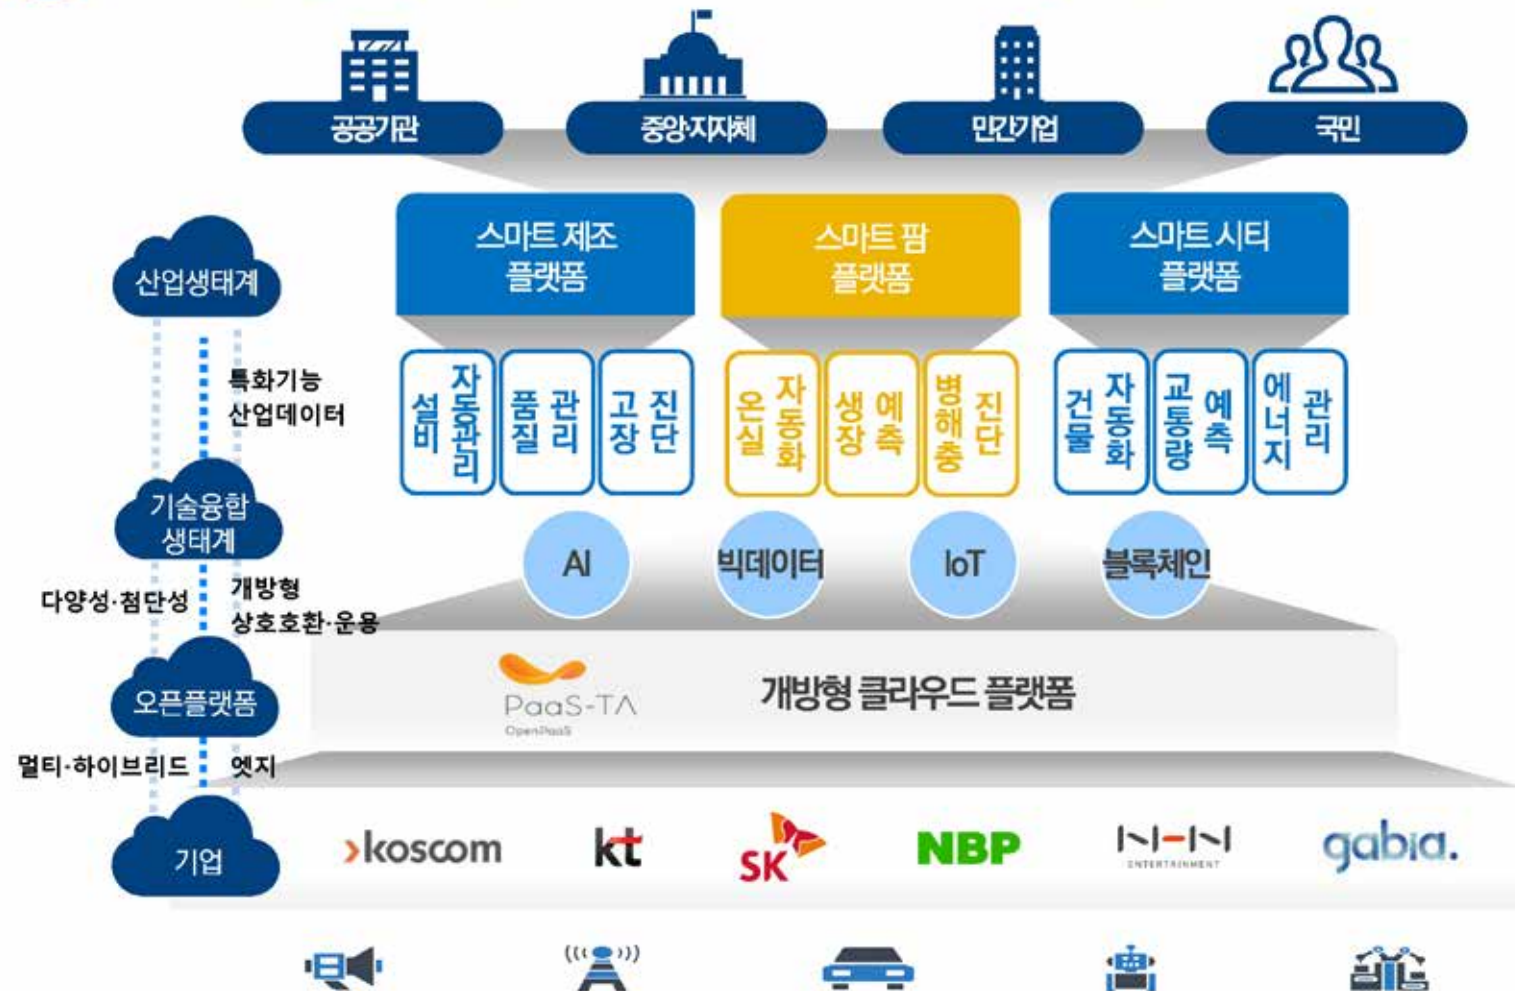 공공기관
중앙·지자체
민간기업
국민
스마트 제조
플랫폼
스마트 팜
플랫폼
스마트 시티
플랫폼
산업생태계
특화기능
산업데이터
설비
자동관리
품질
관리
고장
진단
온실
자동화
생장
예측
병해충
진단
건물
자동화
교통량
예측
에너지
관리
기술융합
생태계
AI
빅데이터
IoT
블록체인
다양성·첨단성
개방형
상호호환·운용
오픈플랫폼
PaaS-TA
OpenPaaS
개방형 클라우드 플랫폼
멀티·하이브리드
엣지
기업
koscom
kt
SK
NBP
NHN
ENTERTAINMENT
gabia.